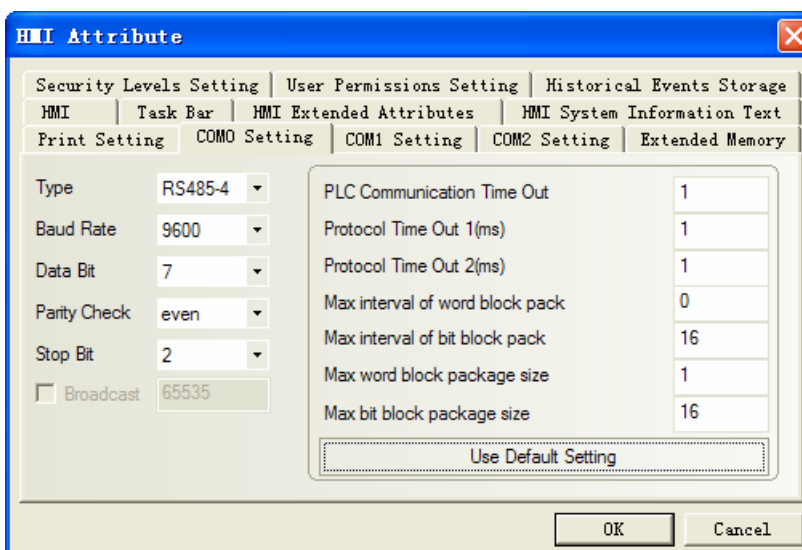 HMI Attribute
Security Levels Setting User Permissions Setting Historical Events Storage
HMI Task Bar HMI Extended Attributes HMI System Information Text
Print Setting COM0 Setting COM1 Setting COM2 Setting Extended Memory
Type RS485-4 PLC Communication Time Out 1
Baud Rate 9600 Protocol Time Out 1(ms) 1
Data Bit 7 Protocol Time Out 2(ms) 1
Parity Check even Max interval of word block pack 0
Stop Bit 2 Max interval of bit block pack 16
Broadcast 65535 Max word block package size 1
Max bit block package size 16
Use Default Setting
OK Cancel